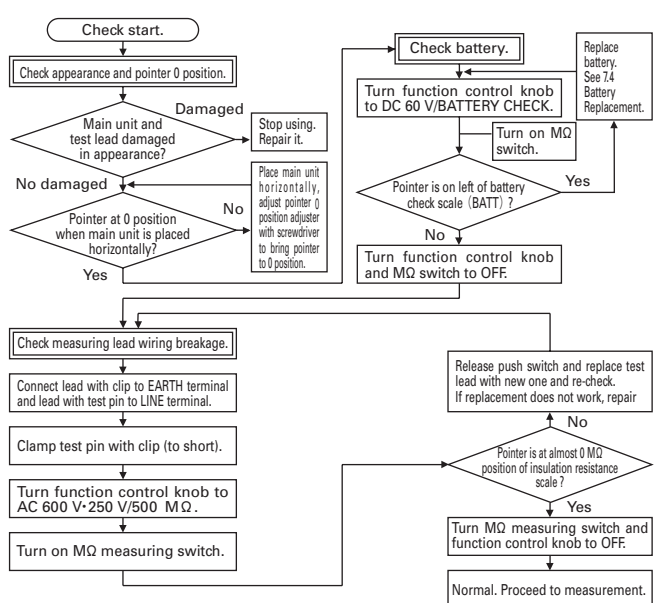 Check start.
Check appearance and pointer 0 position.
Damaged
Main unit and
test lead damaged
in appearance?
Stop using.
Repair it.
No damaged
Pointer at 0 position
when main unit is placed
horizontally?
No
Place main unit
horizontally,
adjust pointer 0
position adjuster
with screwdriver
to bring pointer
to 0 position.
Yes
Check battery.
Turn function control knob
to DC 60 V/BATTERY CHECK.
Turn on MΩ
switch.
Replace
battery.
See 7.4
Battery
Replacement.
Pointer is on left of battery
check scale (BATT) ?
Yes
No
Turn function control knob
and MΩ switch to OFF.
Check measuring lead wiring breakage.
Connect lead with clip to EARTH terminal
and lead with test pin to LINE terminal.
Clamp test pin with clip (to short).
Turn function control knob to
AC 600 V·250 V/500 MΩ.
Turn on MΩ measuring switch.
Release push switch and replace test
lead with new one and re-check.
If replacement does not work, repair
No
Pointer is at almost 0 MΩ
position of insulation resistance
scale ?
Yes
Turn MΩ measuring switch and
function control knob to OFF.
Normal. Proceed to measurement.